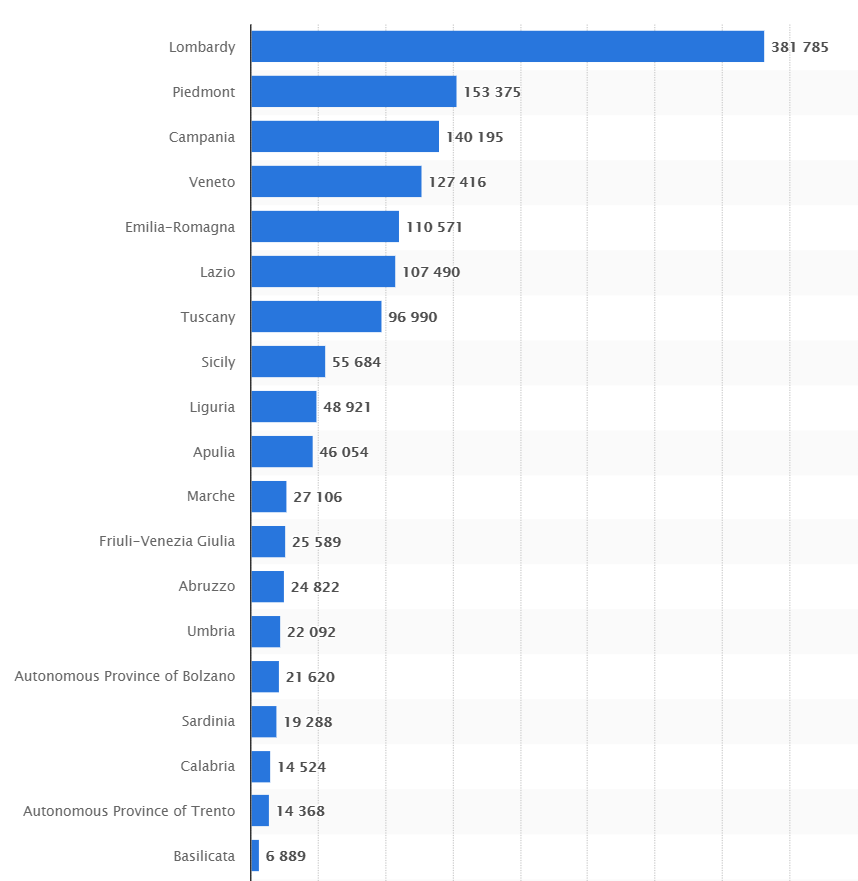 Lombardy 381 785
Piedmont 153 375
Campania 140 195
Veneto 127 416
Emilia-Romagna 110 571
Lazio 107 490
Tuscany 96 990
Sicily 55 684
Liguria 48 921
Apulia 46 054
Marche 27 106
Friuli-Venezia Giulia 25 589
Abruzzo 24 822
Umbria 22 092
Autonomous Province of Bolzano 21 620
Sardinia 19 288
Calabria 14 524
Autonomous Province of Trento 14 368
Basilicata 6 889